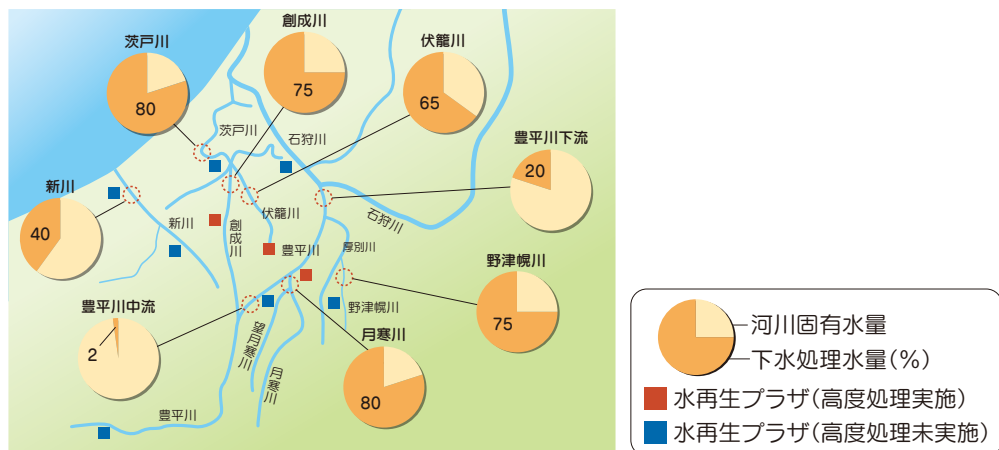 茨戸川
80
創成川
75
伏籠川
65
豊平川下流
20
新川
40
豊平川中流
2
月寒川
80
野津幌川
75
茨戸川
石狩川
石狩川
新川
創成川
伏籠川
豊平川
厚別川
野津幌川
望月寒川
月寒川
豊平川
河川固有水量
下水処理水量(%)
水再生プラザ(高度処理実施)
水再生プラザ(高度処理未実施)